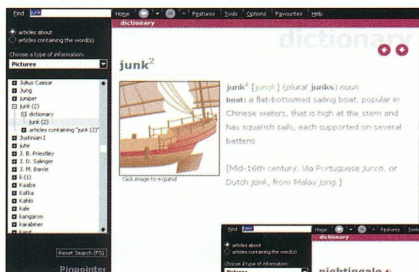 Find
Home Features Tools Options Favourites Help
dictionary
dictionary
articles about
articles containing the word(s)
Choose a type of information:
Pictures
Julius Caesar
Jung
juniper
junk (2)
dictionary
junk (2)
articles containing "junk (2)"
Justinian I
jute
J. B. Priestley
J. D. Salinger
J. M. Barrie
k (1)
Kaaba
Kafka
Kahlo
kale
kangaroo
karabiner
Reset Search (F5)
Pinpointer
junk²
Click image to expand
junk² [jungk] (plural junks) noun
boat: a flat-bottomed sailing boat, popular in
Chinese waters, that is high at the stern and
has squarish sails, each supported on several
battens
[Mid-16th century. Via Portuguese junco, or
Dutch jonk, from Malay jong.]
Find
Home Features Tools
dictionary
articles about
articles containing the word(s)
Choose a type of information:
Pictures
nightingale